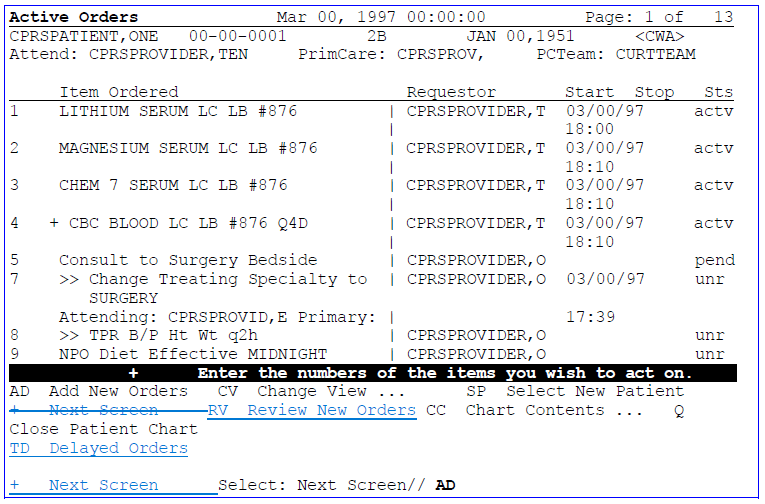 Active Orders Mar 00, 1997 00:00:00 Page: 1 of 13
CPRSPATIENT,ONE 00-00-0001 2B JAN 00,1951 <CWA>
Attend: CPRSPROVIDER,TEN PrimCare: CPRSPROV, PCTeam: CURTTEAM
Item Ordered Requestor Start Stop Sts
1 LITHIUM SERUM LC LB #876 | CPRSPROVIDER,T 03/00/97 actv
| 18:00
2 MAGNESIUM SERUM LC LB #876 | CPRSPROVIDER,T 03/00/97 actv
| 18:10
3 CHEM 7 SERUM LC LB #876 | CPRSPROVIDER,T 03/00/97 actv
| 18:10
4 + CBC BLOOD LC LB #876 Q4D | CPRSPROVIDER,T 03/00/97 actv
| 18:10
5 Consult to Surgery Bedside | CPRSPROVIDER,O pend
7 >> Change Treating Specialty to | CPRSPROVIDER,O 03/00/97 unr
SURGERY
Attending: CPRSPROVID,E Primary: | 17:39
8 >> TPR B/P Ht Wt q2h | CPRSPROVIDER,O unr
9 NPO Diet Effective MIDNIGHT | CPRSPROVIDER,O unr
+ Enter the numbers of the items you wish to act on.
AD Add New Orders CV Change View ... SP Select New Patient
+ Next Screen RV Review New Orders CC Chart Contents ... Q
Close Patient Chart
TD Delayed Orders
+ Next Screen Select: Next Screen// AD